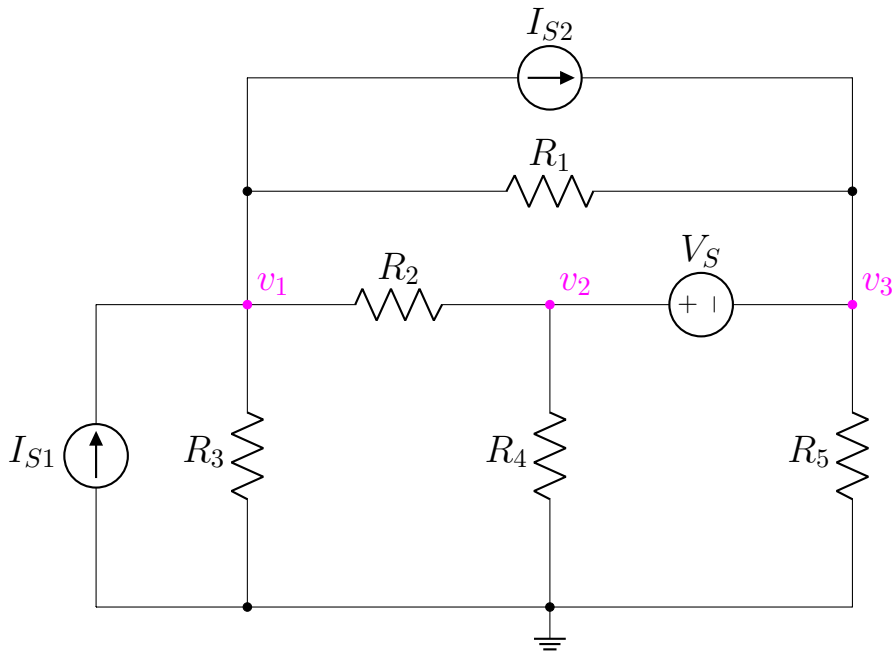 I_{S2}
R_1
V_S
R_2
v_1
v_2
v_3
+ −
I_{S1}
R_3
R_4
R_5